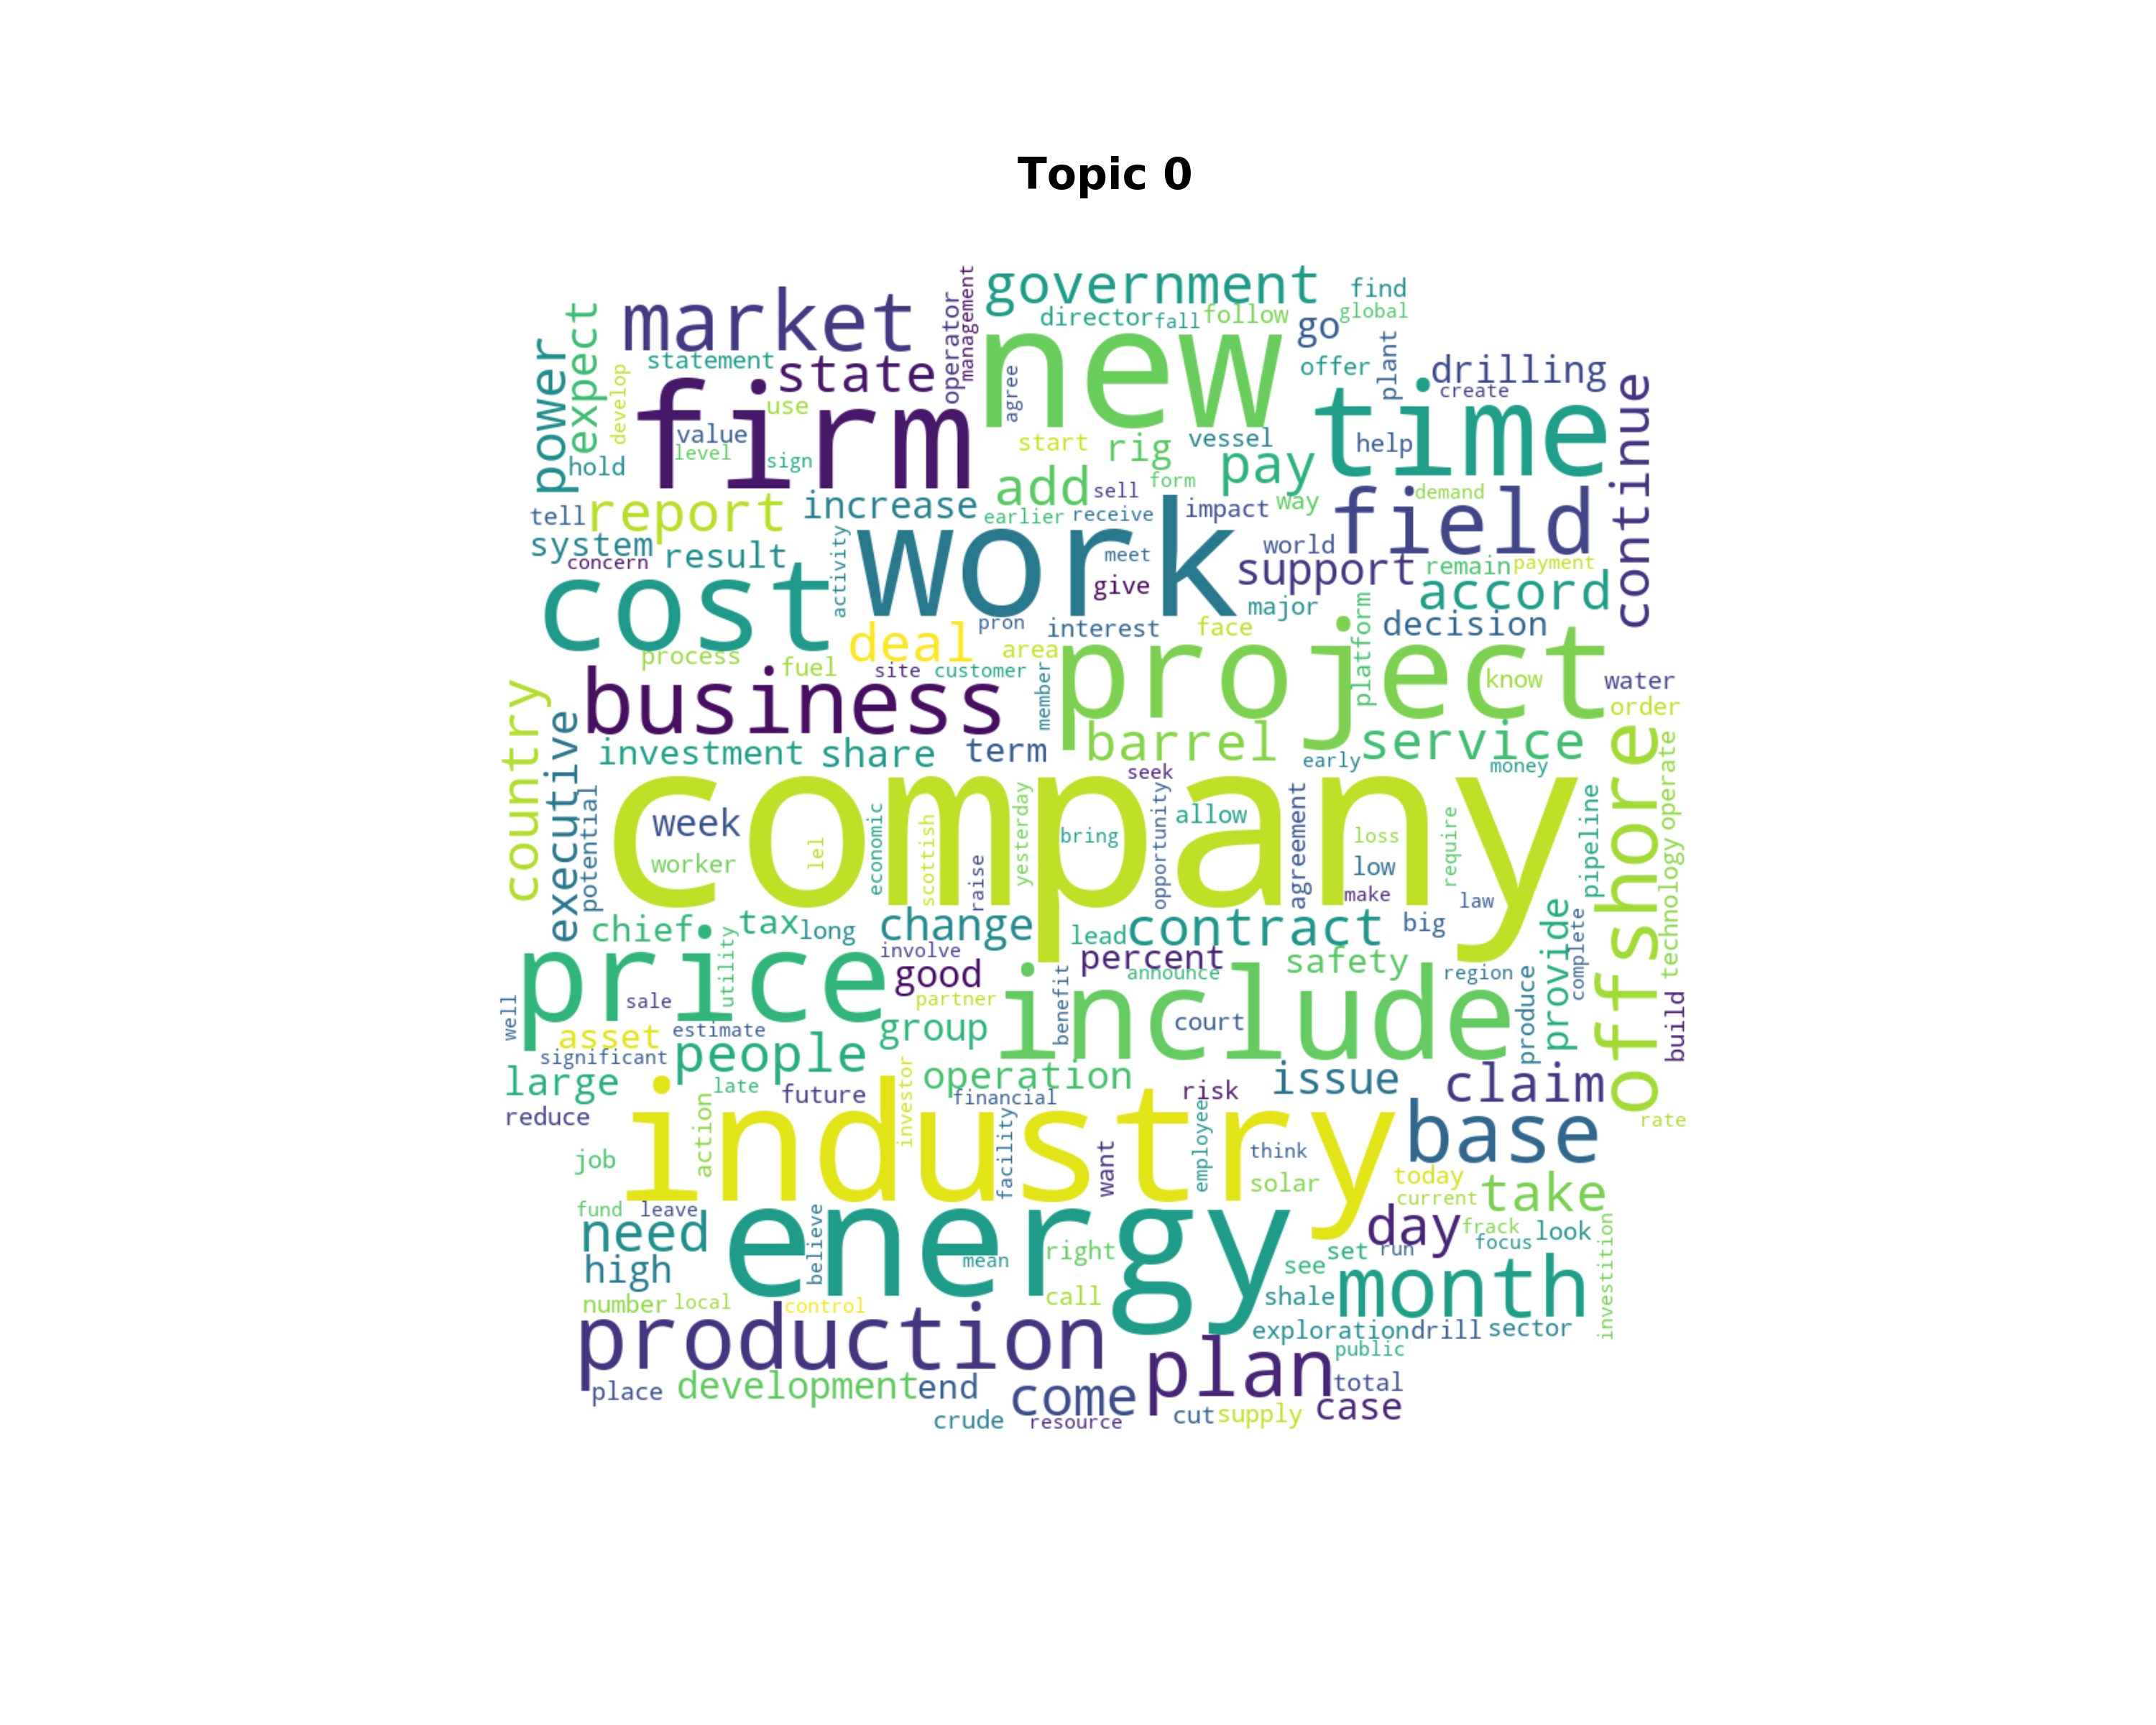 Topic 0
government
find
director
fall
follow
global
go
market
management
operator
new
expect
power
statement
state
offer
plant
drilling
create
develop
firm
use
value
level
sign
hold
agree
time
help
continue
start
rig
vessel
pay
add
sell
form
demand
report
increase
earlier
receive
impact
way
field
tell
system
concern
result
activity
work
meet
give
world
support
remain
payment
accord
major
cost
deal
pron
interest
face
platform
decision
process
fuel
site
customer
area
member
project
know
water
order
business
country
executive
investment
share
term
barrel
early
service
money
offshore
operate
technology
potential
company
week
worker
lel
economic
scottish
raise
yesterday
bring
seek
opportunity
allow
agreement
loss
low
make
require
law
pipeline
chief
tax
long
change
lead
contract
big
provide
complete
utility
involve
percent
announce
safety
region
produce
price
sale
good
partner
include
benefit
court
build
well
asset
estimate
group
significant
people
large
late
future
investor
operation
financial
risk
issue
claim
rate
reduce
industry
action
facility
want
employee
think
solar
base
job
today
current
take
fund
leave
need
believe
energy
mean
right
day
frack
focus
look
set
run
see
investition
high
number
local
control
call
shale
month
production
exploration
drill
sector
public
plan
total
place
development
end
come
cut
supply
case
crude
resource